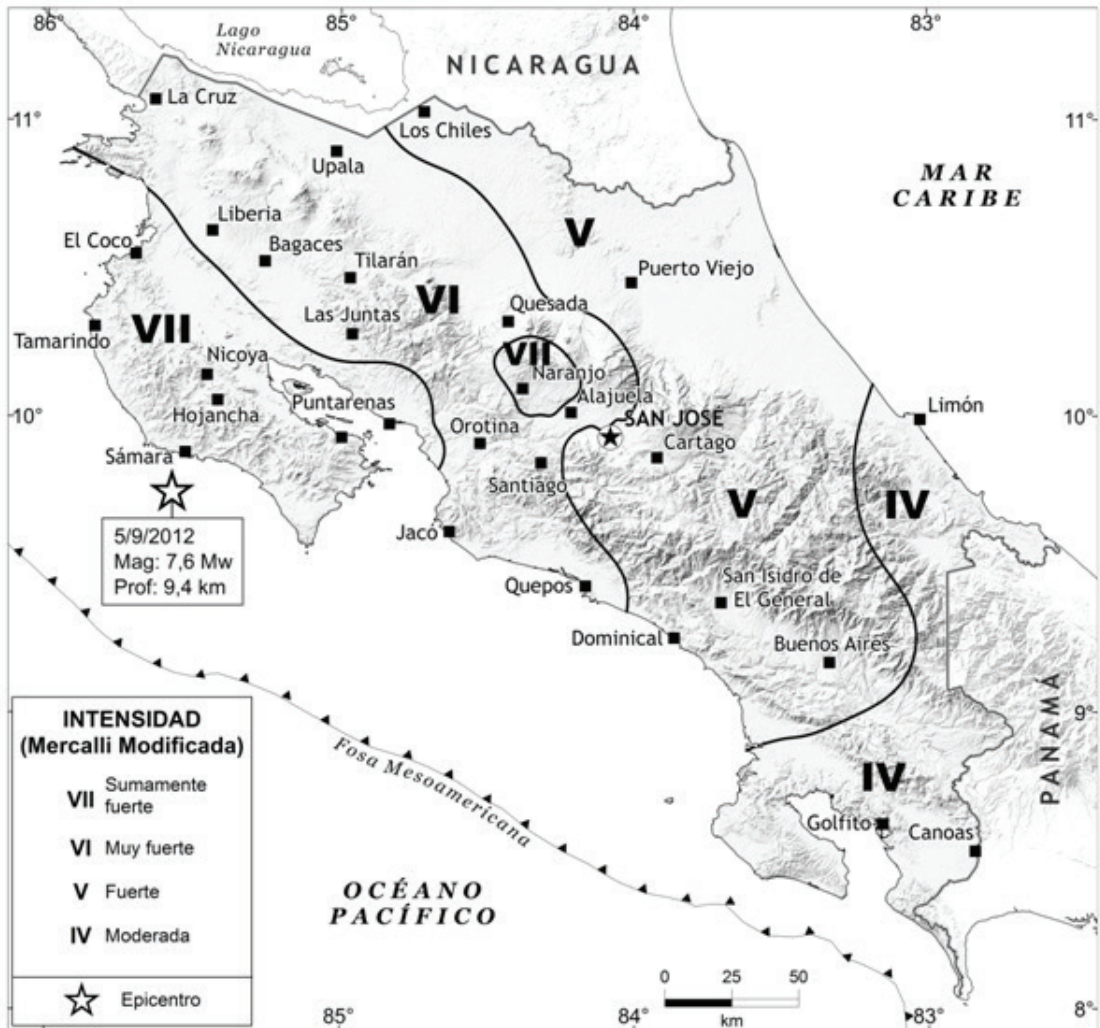 86°
85°
84°
83°
Lago
Nicaragua
NICARAGUA
La Cruz
11°
Los Chiles
11°
Upala
MAR
CARIBE
Liberia
V
El Coco
Bagaces
Tilarán
Puerto Viejo
VI
Quesada
Las Juntas
VII
Tamarindo
VII
Nicoya
Naranjo
Alajuela
Hojancha
Puntarenas
10°
Orotina
SAN JOSÉ
Limón
10°
Cartago
Sámara
Santiago
V
IV
5/9/2012
Mag: 7,6 Mw
Prof: 9,4 km
Jacó
Quepos
San Isidro de
El General
Dominical
Buenos Aires
PANAMÁ
9°
Fosa Mesoamericana
IV
Golfito
Canoas
OCÉANO
PACÍFICO
INTENSIDAD
(Mercalli Modificada)
VII Sumamente
fuerte
VI Muy fuerte
V Fuerte
IV Moderada
Epicentro
0 25 50
km
85°
84°
83°
8°